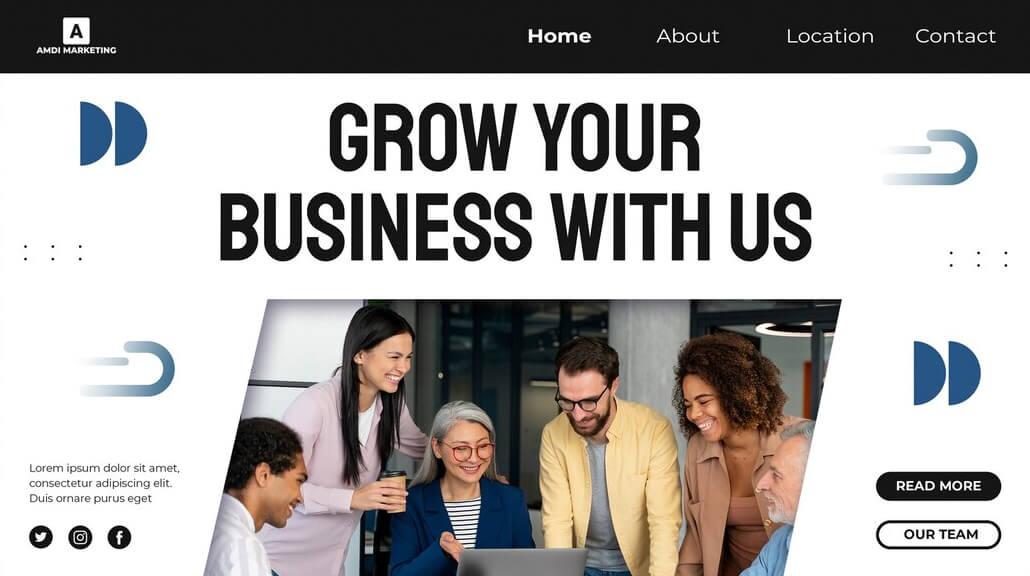 A
AMDI MARKETING
Home About Location Contact
GROW YOUR
BUSINESS WITH US
Lorem ipsum dolor sit amet,
consectetur adipiscing elit.
Duis ornare purus eget
READ MORE
OUR TEAM